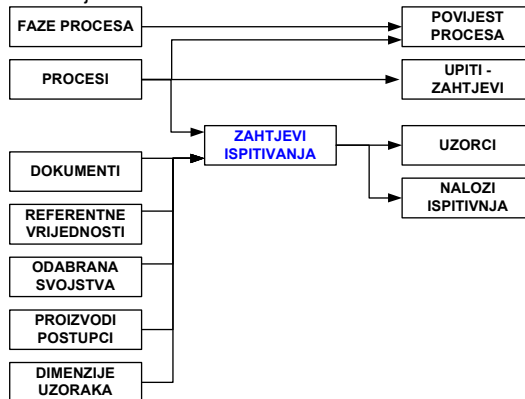 FAZE PROCESA
POVIJEST
PROCESA
PROCESI
UPITI -
ZAHTJEVI
ZAHTJEVI
ISPITIVANJA
UZORCI
DOKUMENTI
NALOZI
ISPITIVNJA
REFERENTNE
VRIJEDNOSTI
ODABRANA
SVOJSTVA
PROIZVODI
POSTUPCI
DIMENZIJE
UZORAKA